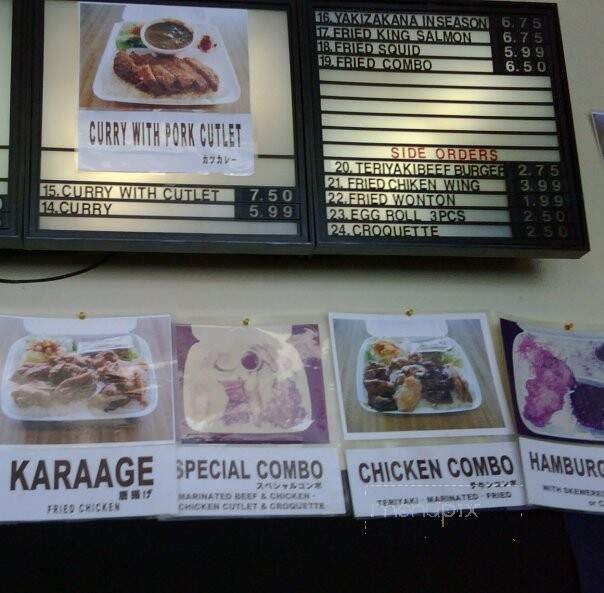 CURRY WITH PORK CUTLET
カツカレー
15.CURRY WITH CUTLET 7.50
14.CURRY 5.99
16.YAKIZAKANA INSEASON 6.75
17.FRIED KING SALMON 6.75
18.FRIED SQUID 5.99
19.FRIED COMBO 6.50
SIDE ORDERS
20.TERIYAKIBEEF BURGER 2.75
21.FRIED CHIKEN WING 3.99
22.FRIED WONTON 1.99
23.EGG ROLL 3PCS 2.50
24.CROQUETTE 2.50
KARAAGE
唐揚げ
FRIED CHICKEN
SPECIAL COMBO
スペシャルコンボ
MARINATED BEEF & CHICKEN -
CHICKEN CUTLET & CROQUETTE
CHICKEN COMBO
チキンコンボ
TERIYAKI - MARINATED - FRIED
HAMBURG
WITH SKEWERE
or C
menupix